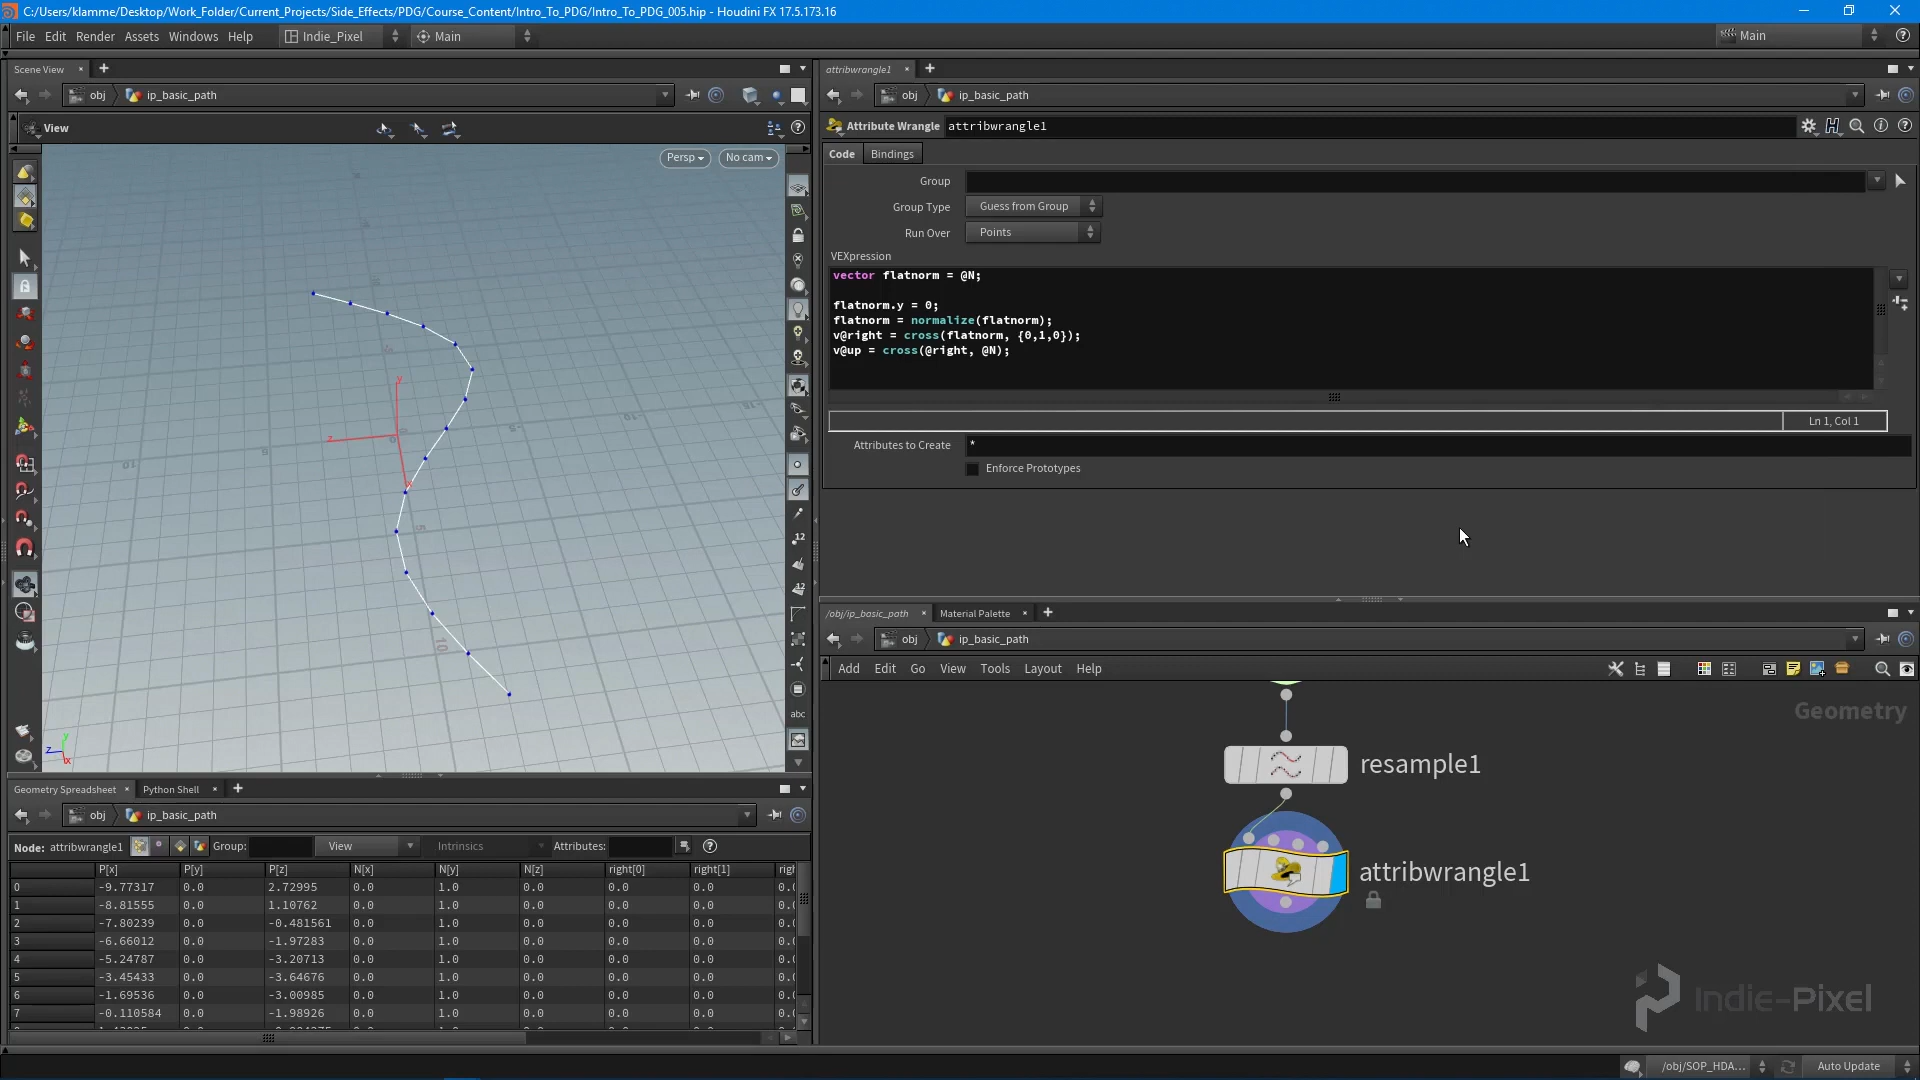 C:/Users/klamme/Desktop/Work_Folder/Current_Projects/Side_Effects/PDG/Course_Content/Intro_To_PDG/Intro_To_PDG_005.hip - Houdini FX 17.5.173.16
File Edit Render Assets Windows Help Indie_Pixel Main Main
Scene View
obj ip_basic_path
View
Persp No cam
Geometry Spreadsheet Python Shell
obj ip_basic_path
Node: attribwrangle1 Group: View Intrinsics Attributes:
P[x] P[y] P[z] N[x] N[y] N[z] right[0] right[1]
0 -9.77317 0.0 2.72995 0.0 1.0 0.0 0.0 0.0
1 -8.81555 0.0 1.10762 0.0 1.0 0.0 0.0 0.0
2 -7.80239 0.0 -0.481561 0.0 1.0 0.0 0.0 0.0
3 -6.66012 0.0 -1.97283 0.0 1.0 0.0 0.0 0.0
4 -5.24787 0.0 -3.20713 0.0 1.0 0.0 0.0 0.0
5 -3.45433 0.0 -3.64676 0.0 1.0 0.0 0.0 0.0
6 -1.69536 0.0 -3.00985 0.0 1.0 0.0 0.0 0.0
7 -0.110584 0.0 -1.98926 0.0 1.0 0.0 0.0 0.0
attribwrangle1
obj ip_basic_path
Attribute Wrangle attribwrangle1
Code Bindings
Group
Group Type Guess from Group
Run Over Points
VEXpression
vector flatnorm = @N;
flatnorm.y = 0;
flatnorm = normalize(flatnorm);
v@right = cross(flatnorm, {0,1,0});
v@up = cross(@right, @N);
Ln 1, Col 1
Attributes to Create *
Enforce Prototypes
/obj/ip_basic_path Material Palette
obj ip_basic_path
Add Edit Go View Tools Layout Help
Geometry
resample1
attribwrangle1
Indie-Pixel
/obj/SOP_HDA... Auto Update